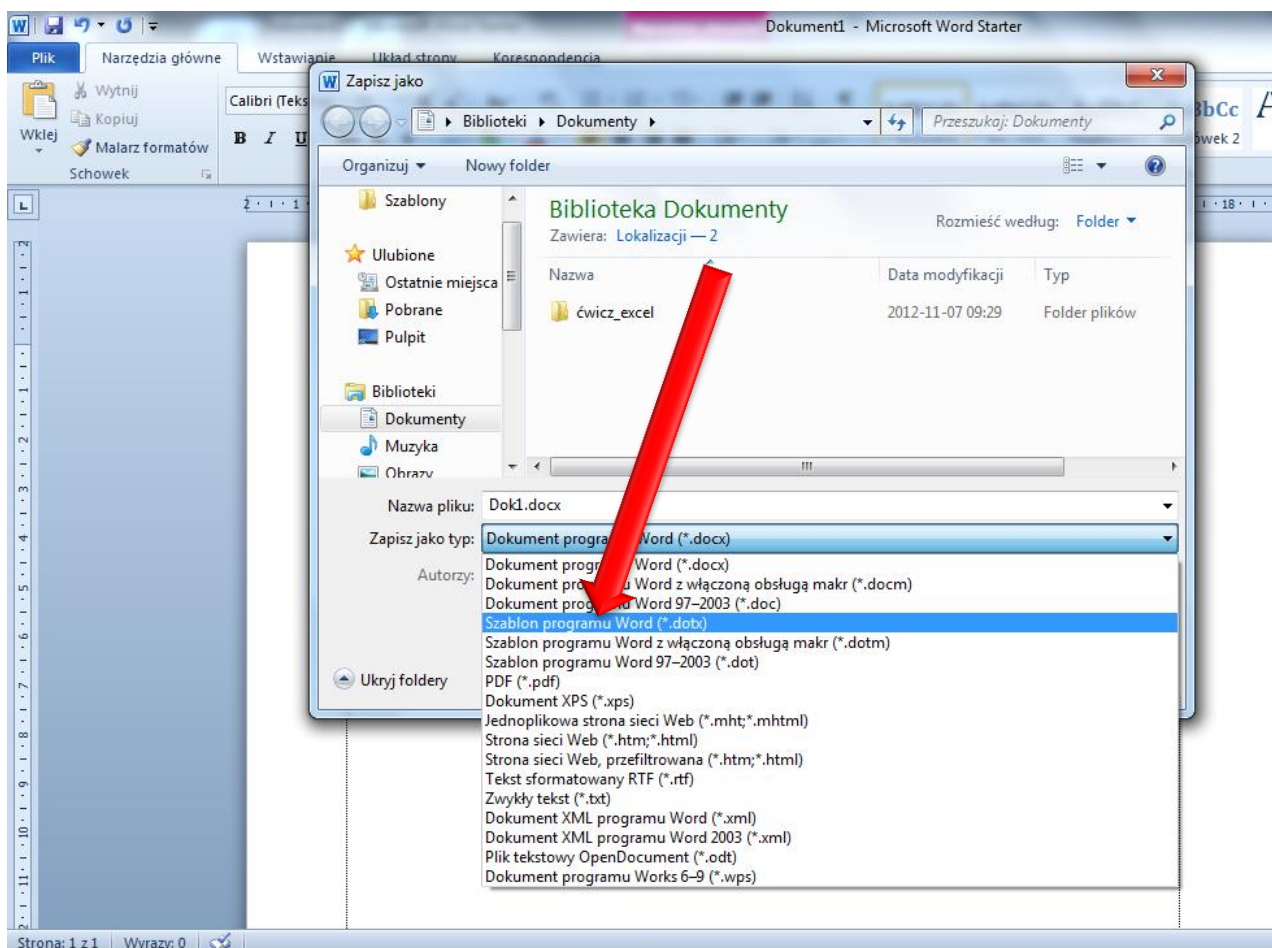 Dokument1 - Microsoft Word Starter
Plik Narzędzia główne Wstawianie Układ strony Korespondencja
Wytnij
Kopiuj
Wklej
Malarz formatów
Schowek
Calibri (Teks
B I U
Zapisz jako
Biblioteki Dokumenty
Przeszukaj: Dokumenty
Organizuj Nowy folder
Szablony
Ulubione
Ostatnie miejsca
Pobrane
Pulpit
Biblioteki
Dokumenty
Muzyka
Obrazy
Biblioteka Dokumenty
Zawiera: Lokalizacji — 2
Rozmieść według: Folder
Nazwa Data modyfikacji Typ
ćwicz_excel 2012-11-07 09:29 Folder plików
Nazwa pliku: Dok1.docx
Zapisz jako typ: Dokument programu Word (*.docx)
Autorzy:
Dokument programu Word (*.docx)
Dokument programu Word z włączoną obsługą makr (*.docm)
Dokument programu Word 97–2003 (*.doc)
Szablon programu Word (*.dotx)
Szablon programu Word z włączoną obsługą makr (*.dotm)
Szablon programu Word 97–2003 (*.dot)
PDF (*.pdf)
Dokument XPS (*.xps)
Jednoplikowa strona sieci Web (*.mht;*.mhtml)
Strona sieci Web (*.htm;*.html)
Strona sieci Web, przefiltrowana (*.htm;*.html)
Tekst sformatowany RTF (*.rtf)
Zwykły tekst (*.txt)
Dokument XML programu Word (*.xml)
Dokument XML programu Word 2003 (*.xml)
Plik tekstowy OpenDocument (*.odt)
Dokument programu Works 6–9 (*.wps)
Ukryj foldery
Strona: 1 z 1 Wyrazy: 0